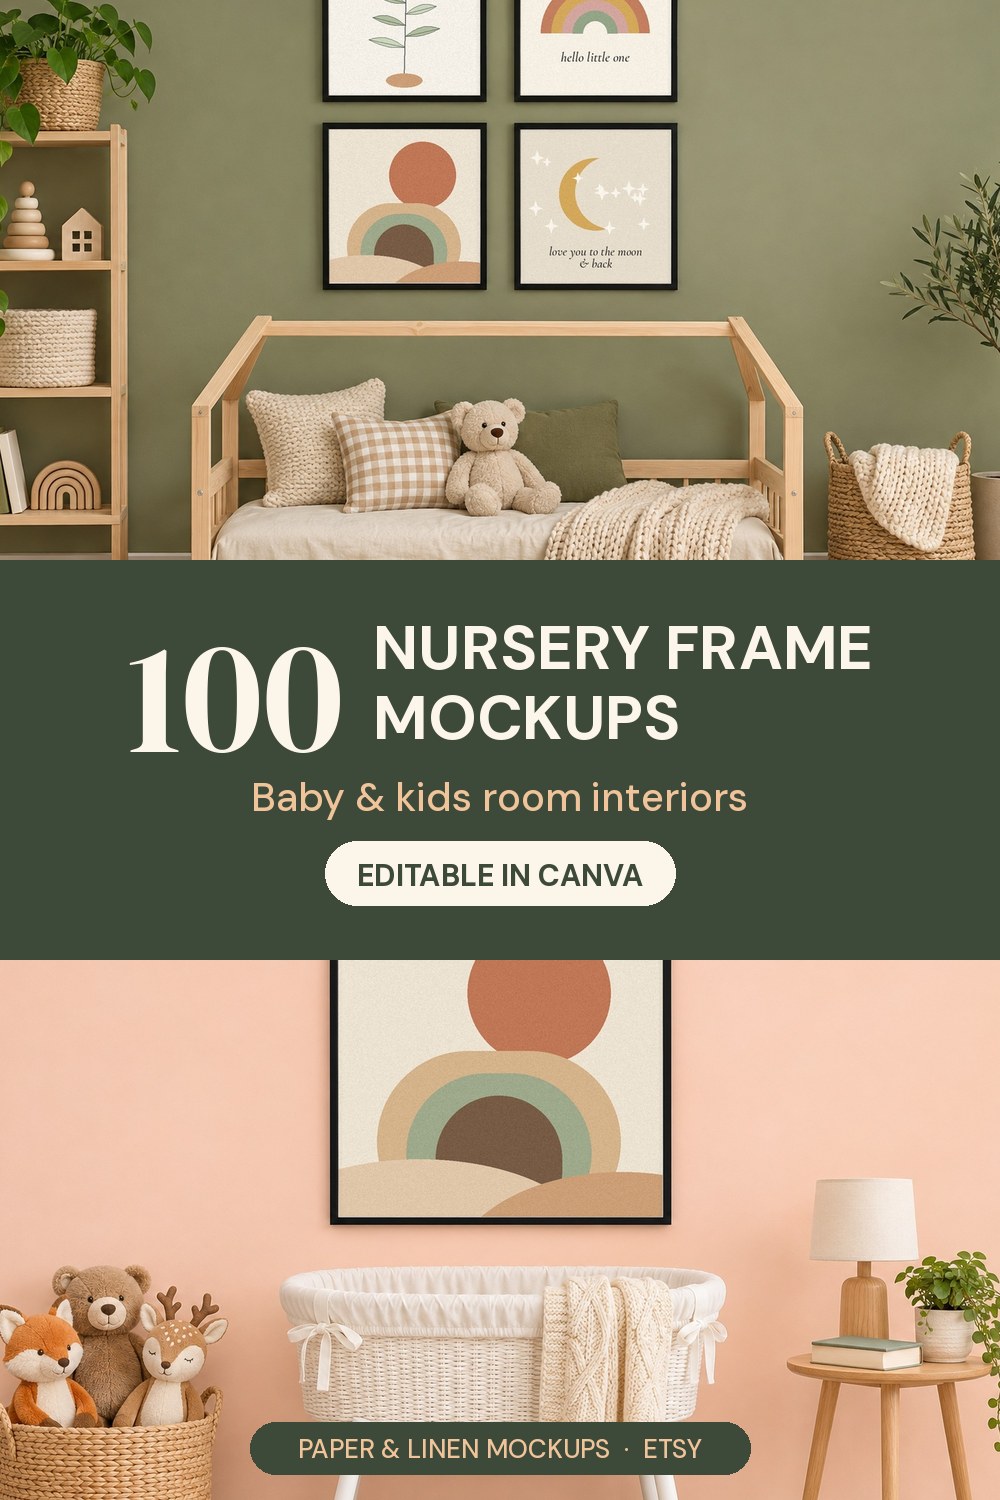 hello little one
love you to the moon
& back
100
NURSERY FRAME
MOCKUPS
Baby & kids room interiors
EDITABLE IN CANVA
PAPER & LINEN MOCKUPS · ETSY